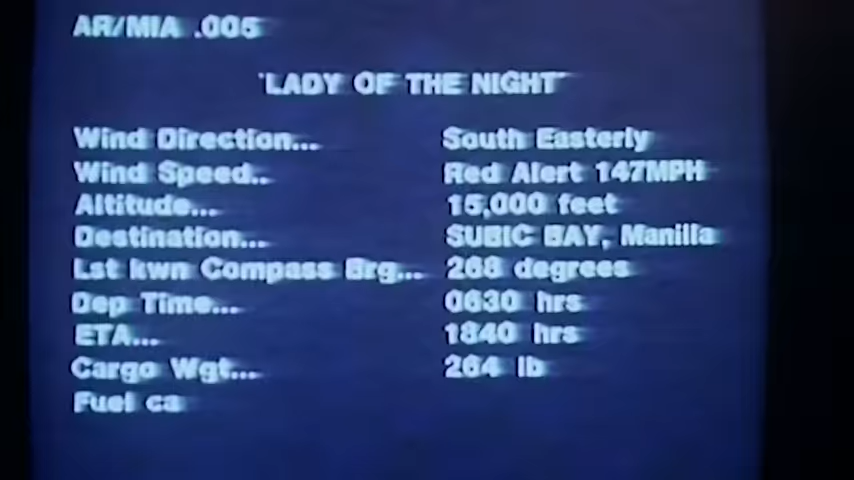 AR/MIA .005
'LADY OF THE NIGHT'
Wind Direction... South Easterly
Wind Speed.. Red Alert 147MPH
Altitude... 15,000 feet
Destination... SUBIC BAY, Manilla
Lst kwn Compass Brg... 268 degrees
Dep Time... 0630 hrs
ETA... 1840 hrs
Cargo Wgt... 264 lb
Fuel ca